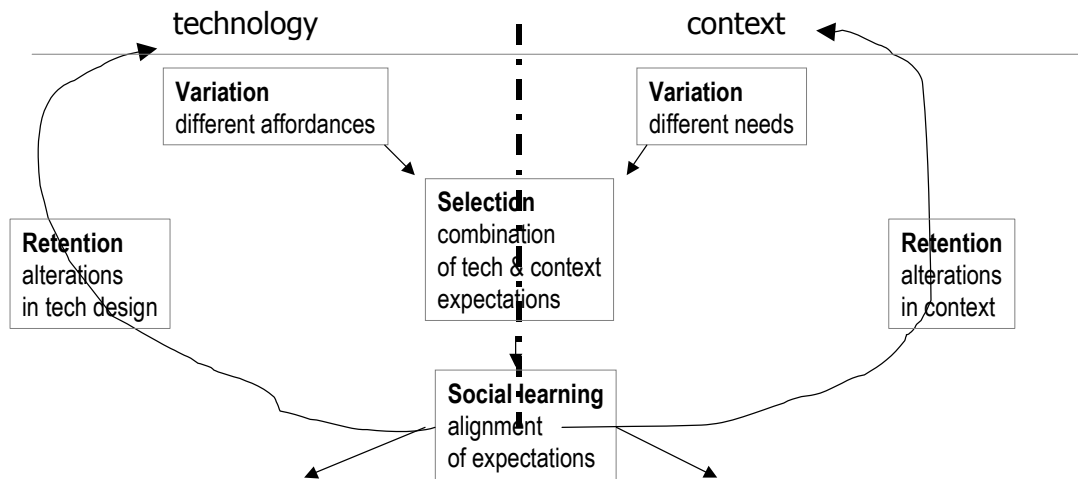 technology
context
Variation
different affordances
Variation
different needs
Selection
combination
of tech & context
expectations
Retention
alterations
in tech design
Retention
alterations
in context
Social learning
alignment
of expectations